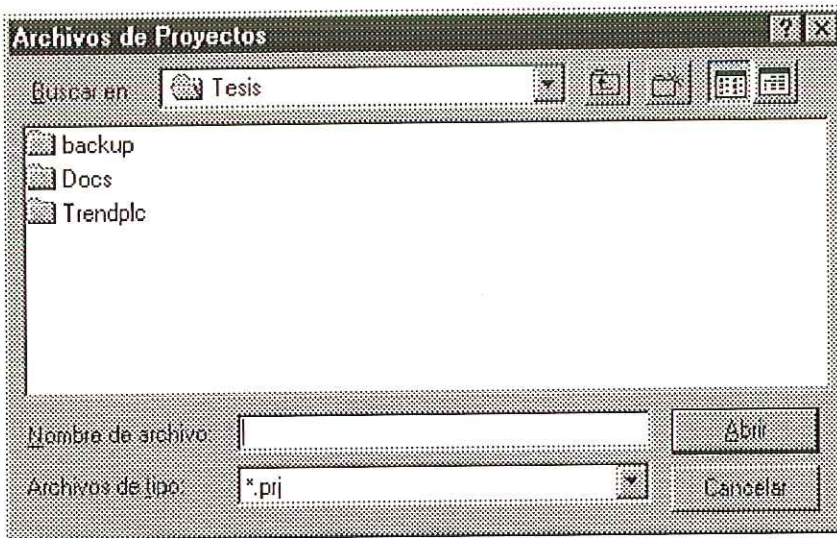 Archivos de Proyectos
Buscar en: Tesis
backup
Docs
Trendplc
Nombre de archivo:
Abrir
Archivos de tipo: *.prj
Cancelar